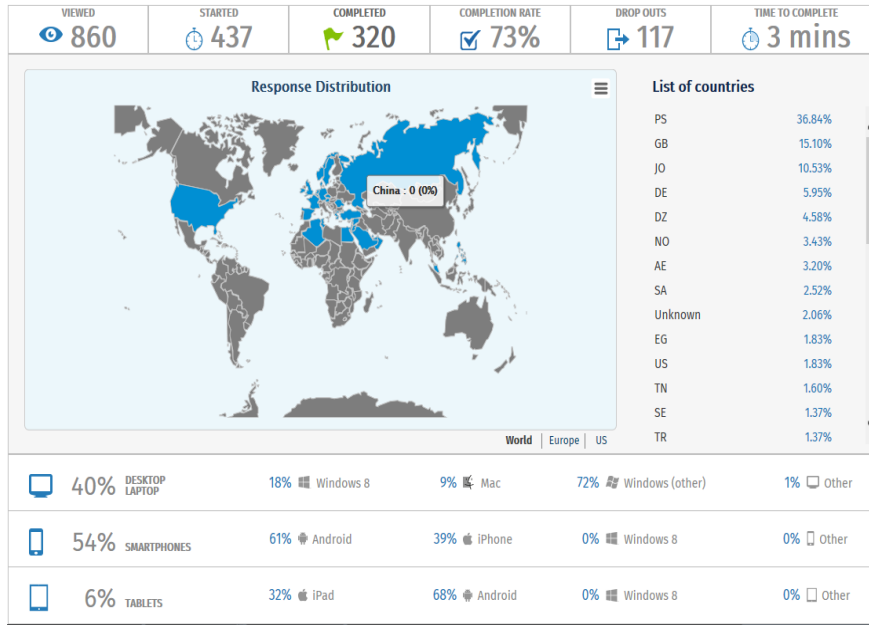 VIEWED STARTED COMPLETED COMPLETION RATE DROP OUTS TIME TO COMPLETE
860 437 320 73% 117 3 mins
Response Distribution
China : 0 (0%)
World Europe US
List of countries
PS 36.84%
GB 15.10%
JO 10.53%
DE 5.95%
DZ 4.58%
NO 3.43%
AE 3.20%
SA 2.52%
Unknown 2.06%
EG 1.83%
US 1.83%
TN 1.60%
SE 1.37%
TR 1.37%
40% DESKTOP LAPTOP 18% Windows 8 9% Mac 72% Windows (other) 1% Other
54% SMARTPHONES 61% Android 39% iPhone 0% Windows 8 0% Other
6% TABLETS 32% iPad 68% Android 0% Windows 8 0% Other